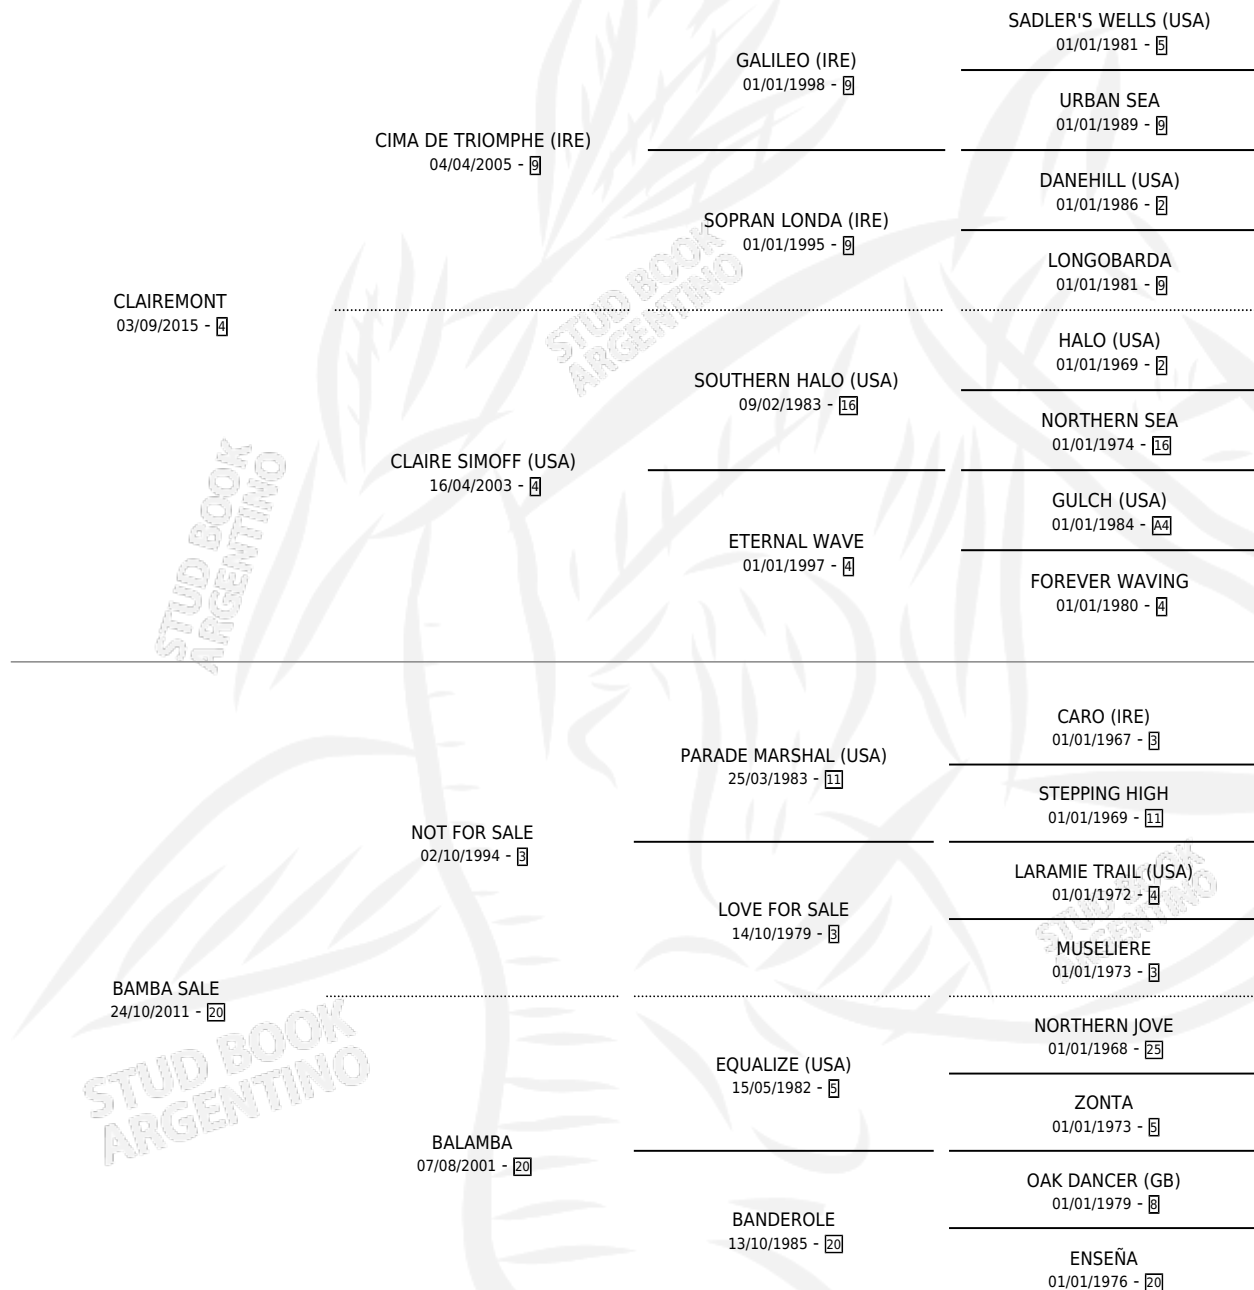 SADLER'S WELLS (USA)
01/01/1981 - 5
GALILEO (IRE)
01/01/1998 - 9
URBAN SEA
01/01/1989 - 9
CIMA DE TRIOMPHE (IRE)
04/04/2005 - 9
DANEHILL (USA)
01/01/1986 - 2
SOPRAN LONDA (IRE)
01/01/1995 - 9
LONGOBARDA
01/01/1981 - 9
CLAIREMONT
03/09/2015 - 4
HALO (USA)
01/01/1969 - 2
SOUTHERN HALO (USA)
09/02/1983 - 16
NORTHERN SEA
01/01/1974 - 16
CLAIRE SIMOFF (USA)
16/04/2003 - 4
GULCH (USA)
01/01/1984 - A4
ETERNAL WAVE
01/01/1997 - 4
FOREVER WAVING
01/01/1980 - 4
CARO (IRE)
01/01/1967 - 3
PARADE MARSHAL (USA)
25/03/1983 - 11
STEPPING HIGH
01/01/1969 - 11
NOT FOR SALE
02/10/1994 - 3
LARAMIE TRAIL (USA)
01/01/1972 - 4
LOVE FOR SALE
14/10/1979 - 3
MUSELIERE
01/01/1973 - 3
BAMBA SALE
24/10/2011 - 20
NORTHERN JOVE
01/01/1968 - 25
EQUALIZE (USA)
15/05/1982 - 5
ZONTA
01/01/1973 - 5
BALAMBA
07/08/2001 - 20
OAK DANCER (GB)
01/01/1979 - 8
BANDEROLE
13/10/1985 - 20
ENSEÑA
01/01/1976 - 20
STUD BOOK
ARGENTINO
STUD BOOK
ARGENTINO
STUD BOOK
ARGENTINO
STUD BOOK
ARGENTINO